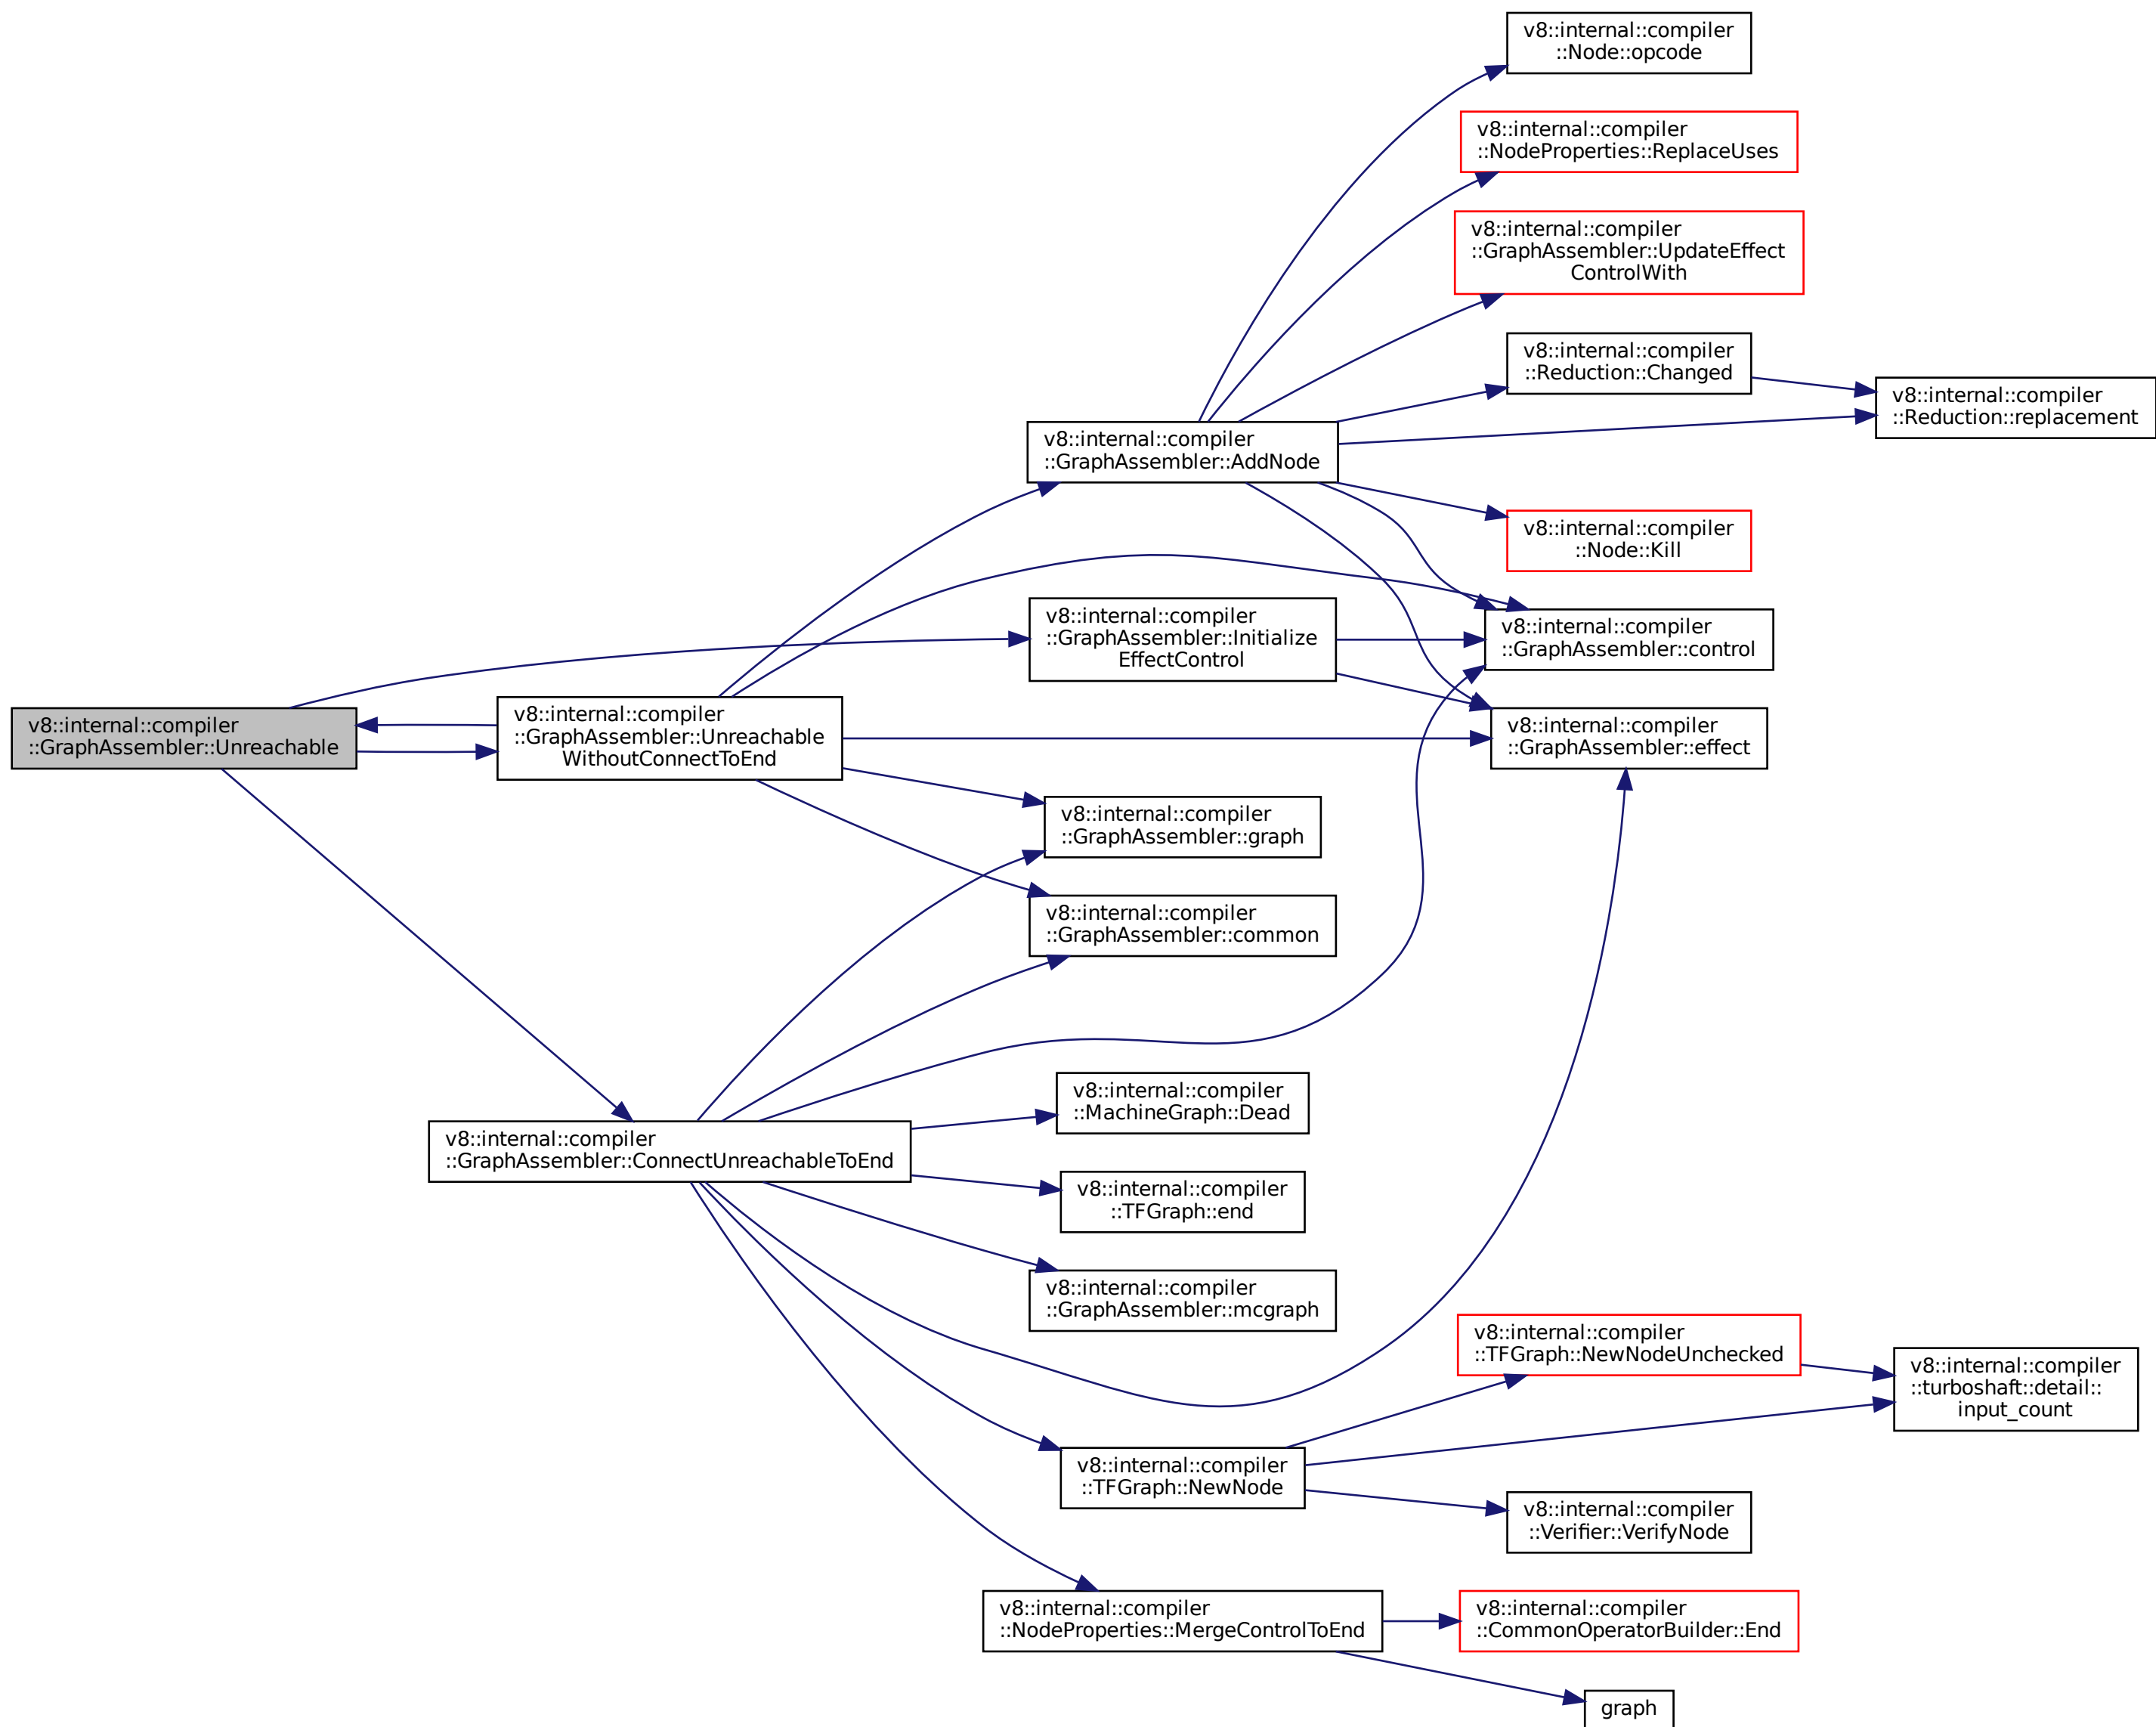 v8::internal::compiler
::Node::opcode
v8::internal::compiler
::NodeProperties::ReplaceUses
v8::internal::compiler
::GraphAssembler::UpdateEffect
ControlWith
v8::internal::compiler
::Reduction::Changed
v8::internal::compiler
::Reduction::replacement
v8::internal::compiler
::GraphAssembler::AddNode
v8::internal::compiler
::Node::Kill
v8::internal::compiler
::GraphAssembler::Initialize
EffectControl
v8::internal::compiler
::GraphAssembler::control
v8::internal::compiler
::GraphAssembler::Unreachable
v8::internal::compiler
::GraphAssembler::Unreachable
WithoutConnectToEnd
v8::internal::compiler
::GraphAssembler::effect
v8::internal::compiler
::GraphAssembler::graph
v8::internal::compiler
::GraphAssembler::common
v8::internal::compiler
::MachineGraph::Dead
v8::internal::compiler
::GraphAssembler::ConnectUnreachableToEnd
v8::internal::compiler
::TFGraph::end
v8::internal::compiler
::GraphAssembler::mcgraph
v8::internal::compiler
::TFGraph::NewNodeUnchecked
v8::internal::compiler
::turboshaft::detail::
input_count
v8::internal::compiler
::TFGraph::NewNode
v8::internal::compiler
::Verifier::VerifyNode
v8::internal::compiler
::NodeProperties::MergeControlToEnd
v8::internal::compiler
::CommonOperatorBuilder::End
graph